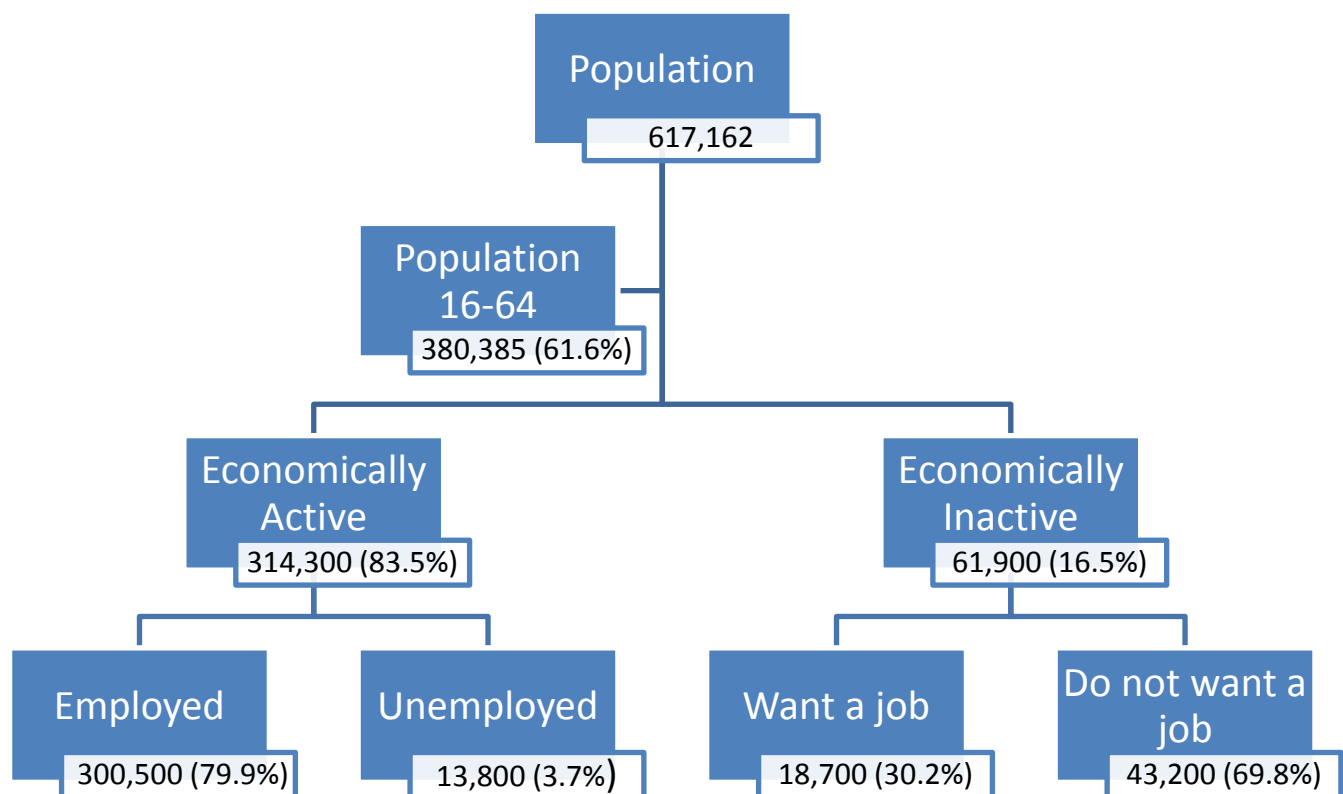 Population
617,162
Population
16-64
380,385 (61.6%)
Economically
Active
314,300 (83.5%)
Economically
Inactive
61,900 (16.5%)
Employed
300,500 (79.9%)
Unemployed
13,800 (3.7%)
Want a job
18,700 (30.2%)
Do not want a
job
43,200 (69.8%)